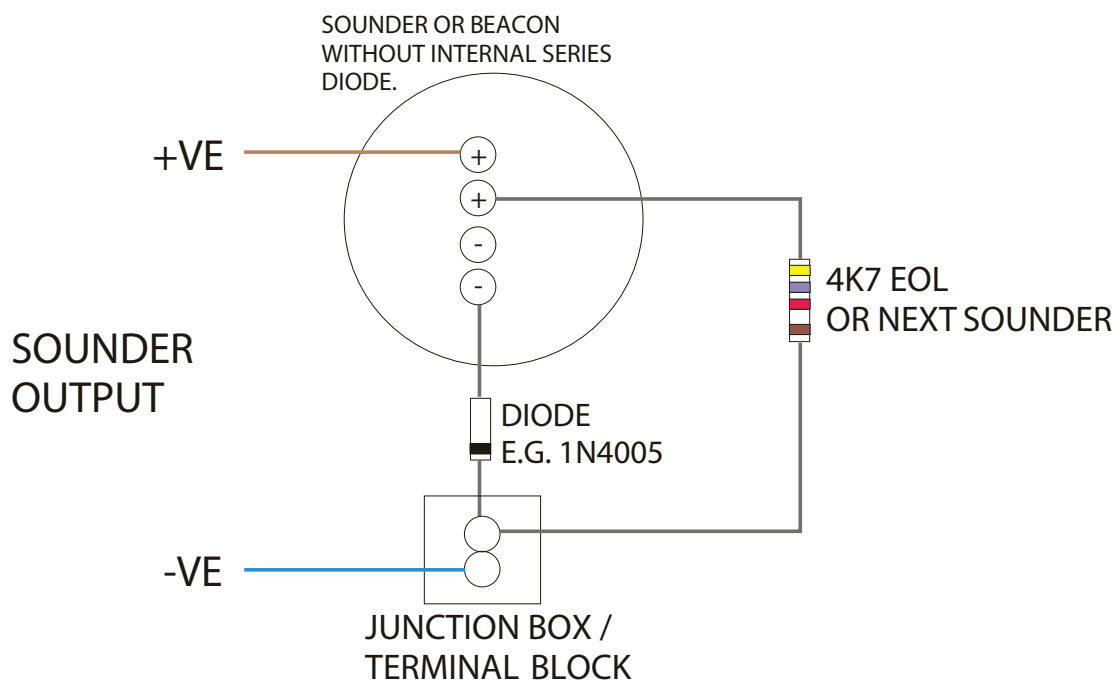 SOUNDER OR BEACON
WITHOUT INTERNAL SERIES
DIODE.
+VE
+
+
-
-
4K7 EOL
OR NEXT SOUNDER
SOUNDER
OUTPUT
DIODE
E.G. 1N4005
-VE
JUNCTION BOX /
TERMINAL BLOCK